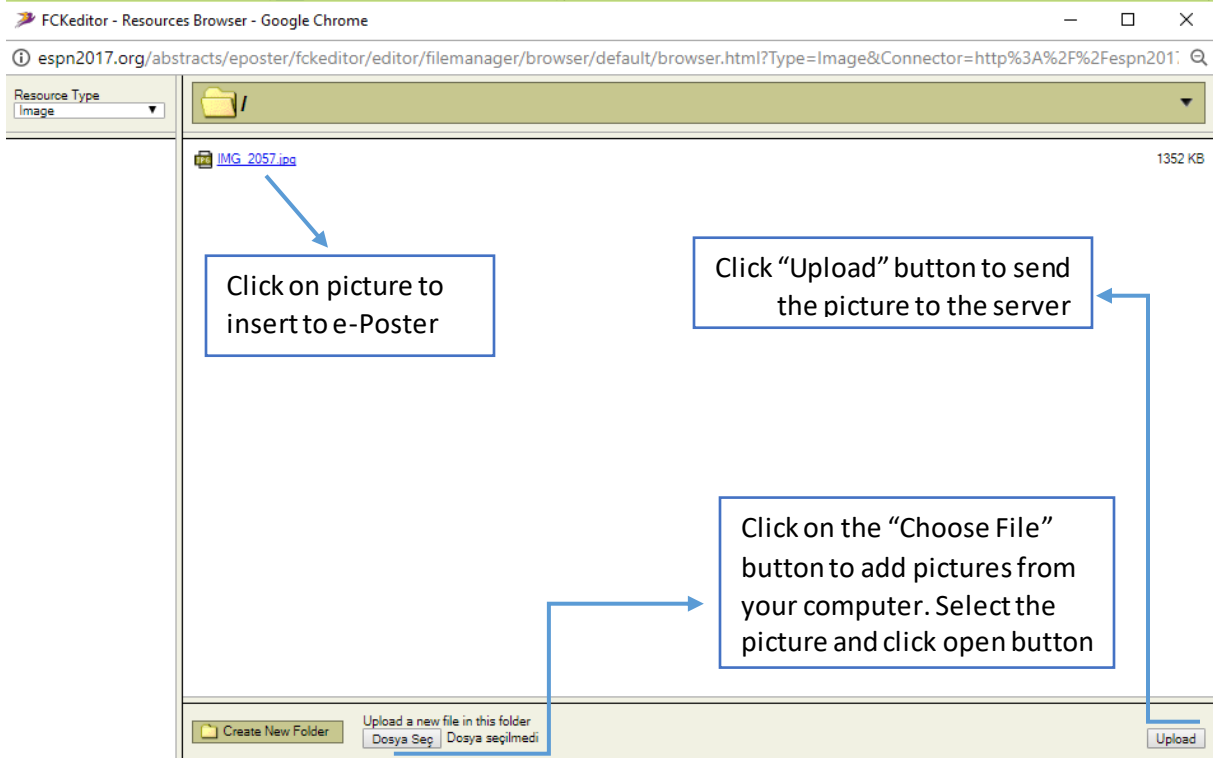 FCKeditor - Resources Browser - Google Chrome
espn2017.org/abstracts/eposter/fckeditor/editor/filemanager/browser/default/browser.html?Type=Image&Connector=http%3A%2F%2Fespn201
Resource Type
Image
/
IMG_2057.jpg 1352 KB
Click on picture to
insert to e-Poster
Click “Upload” button to send
the picture to the server
Click on the “Choose File”
button to add pictures from
your computer. Select the
picture and click open button
Create New Folder
Upload a new file in this folder
Dosya Seç Dosya seçilmedi
Upload